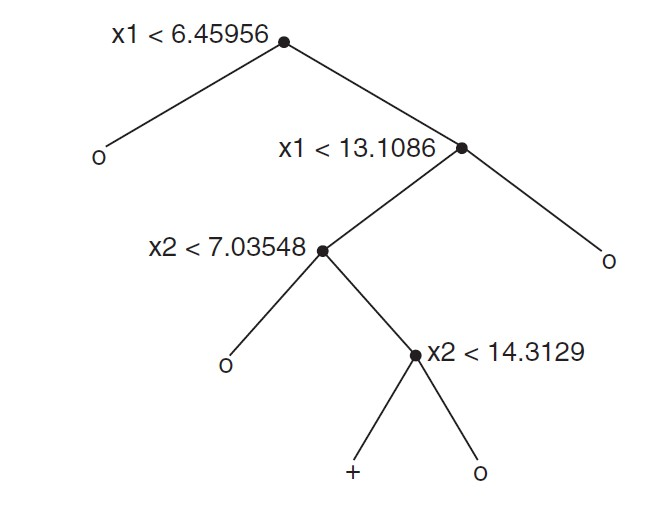 x1 < 6.45956
o
x1 < 13.1086
x2 < 7.03548
o
o
x2 < 14.3129
+
o